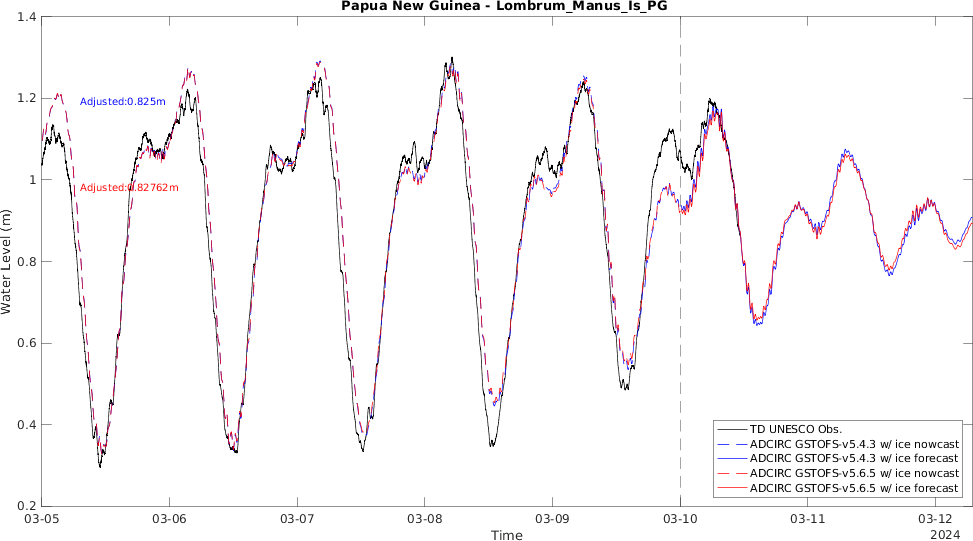 Papua New Guinea - Lombrum_Manus_Is_PG
Water Level (m)
1.4
1.2
1
0.8
0.6
0.4
0.2
Adjusted:0.825m
Adjusted:0.82762m
TD UNESCO Obs.
ADCIRC GSTOFS-v5.4.3 w/ ice nowcast
ADCIRC GSTOFS-v5.4.3 w/ ice forecast
ADCIRC GSTOFS-v5.6.5 w/ ice nowcast
ADCIRC GSTOFS-v5.6.5 w/ ice forecast
03-05 03-06 03-07 03-08 03-09 03-10 03-11 03-12
Time
2024